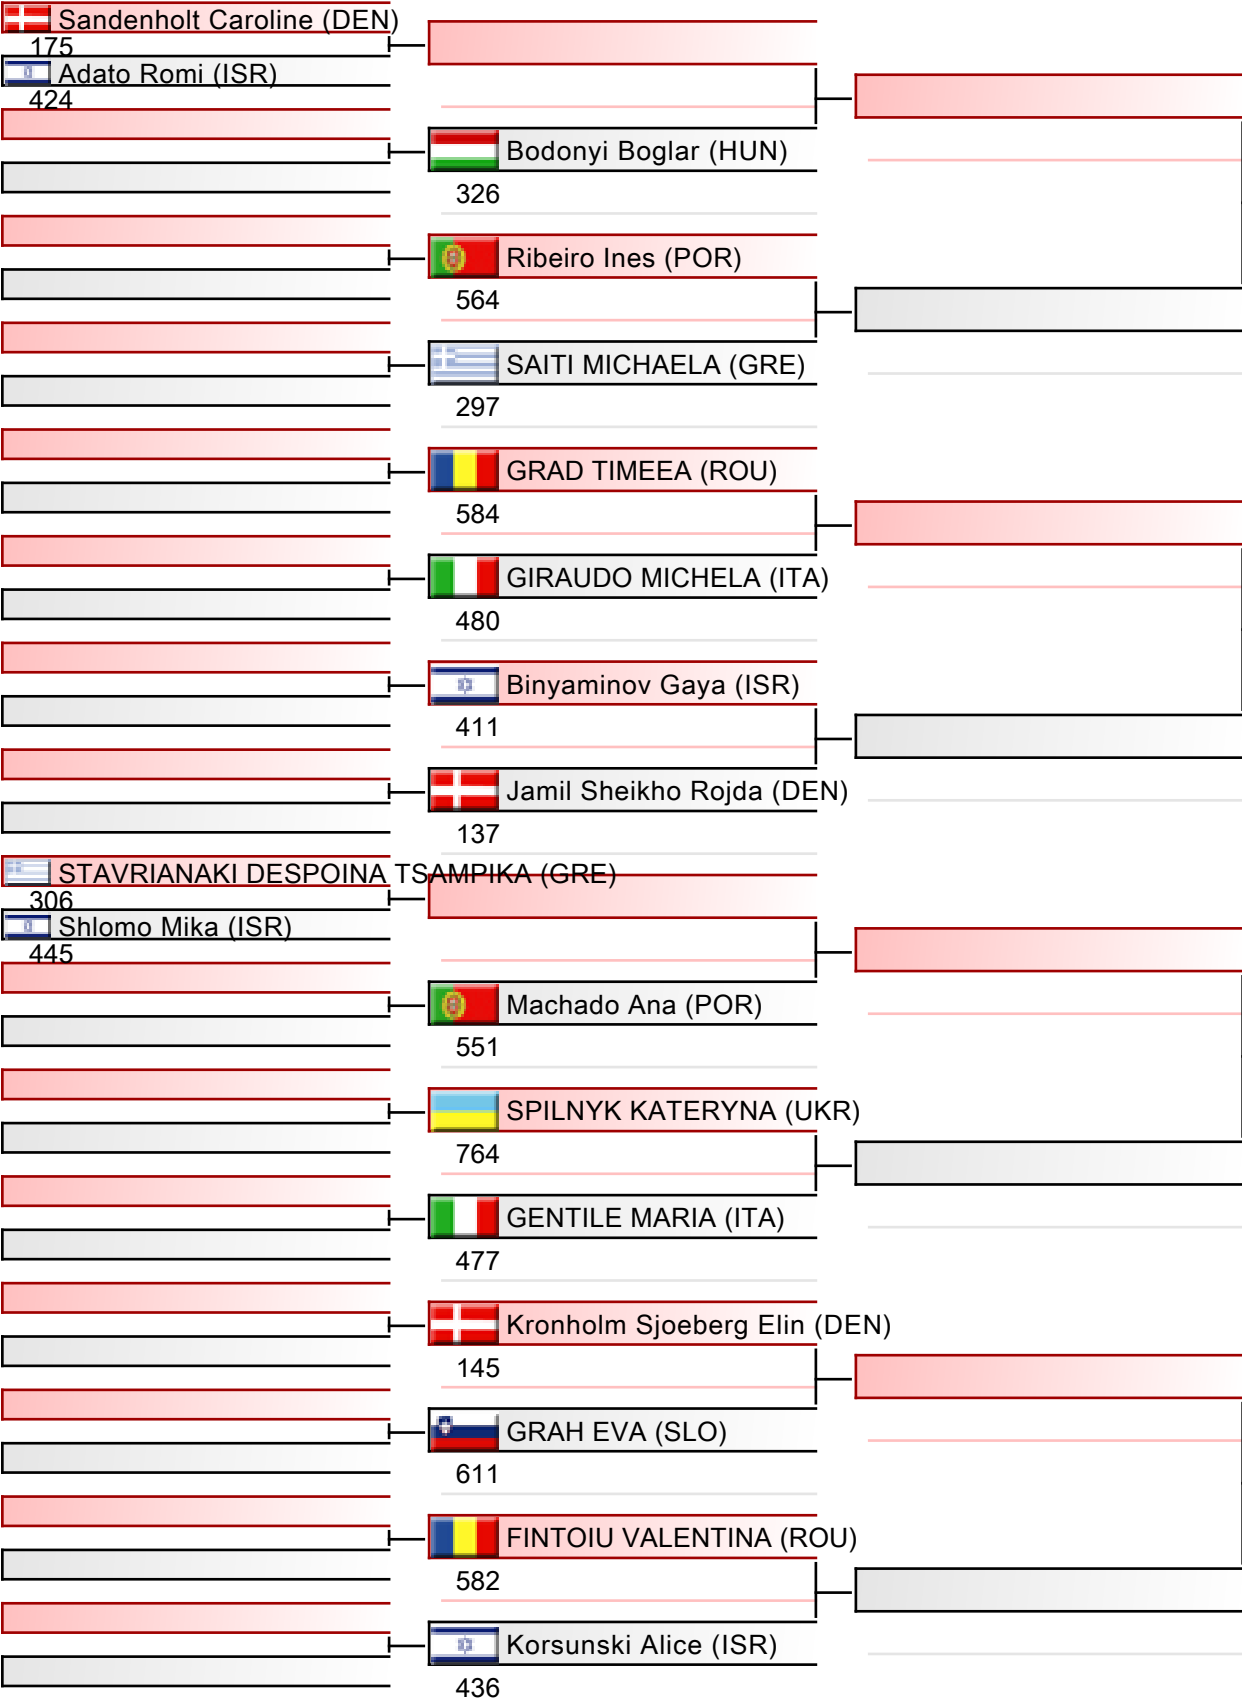 Sandenholt Caroline (DEN)
175
Adato Romi (ISR)
424
Bodonyi Boglar (HUN)
326
Ribeiro Ines (POR)
564
SAITI MICHAELA (GRE)
297
GRAD TIMEEA (ROU)
584
GIRAUDO MICHELA (ITA)
480
Binyaminov Gaya (ISR)
411
Jamil Sheikho Rojda (DEN)
137
STAVRIANAKI DESPOINA TSAMPIKA (GRE)
306
Shlomo Mika (ISR)
445
Machado Ana (POR)
551
SPILNYK KATERYNA (UKR)
764
GENTILE MARIA (ITA)
477
Kronholm Sjoeberg Elin (DEN)
145
GRAH EVA (SLO)
611
FINTOIU VALENTINA (ROU)
582
Korsunski Alice (ISR)
436